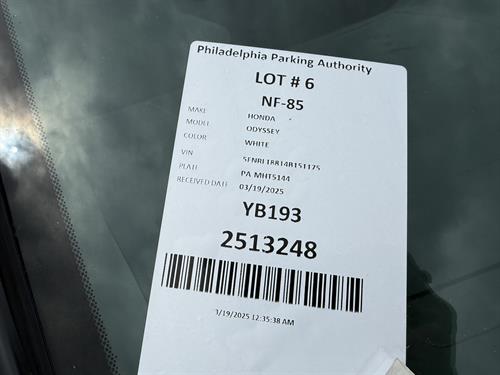 Philadelphia Parking Authority
LOT # 6
NF-85
MAKE HONDA
MODEL ODYSSEY
COLOR WHITE
VIN
PLATE PA MHT5144
RECEIVED DATE 03/19/2025
YB193
2513248
3/19/2025 12:35:38 AM